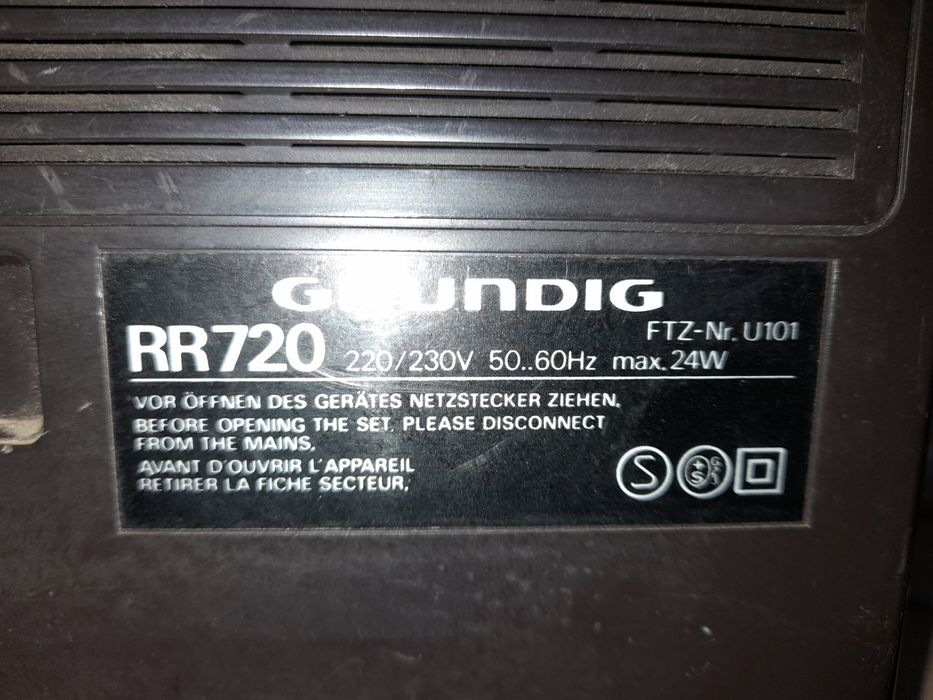 GRUNDIG
RR720 220/230V 50..60Hz max.24W
FTZ-Nr. U101
VOR ÖFFNEN DES GERÄTES NETZSTECKER ZIEHEN.
BEFORE OPENING THE SET, PLEASE DISCONNECT
FROM THE MAINS.
AVANT D'OUVRIR L'APPAREIL
RETIRER LA FICHE SECTEUR.
S
S